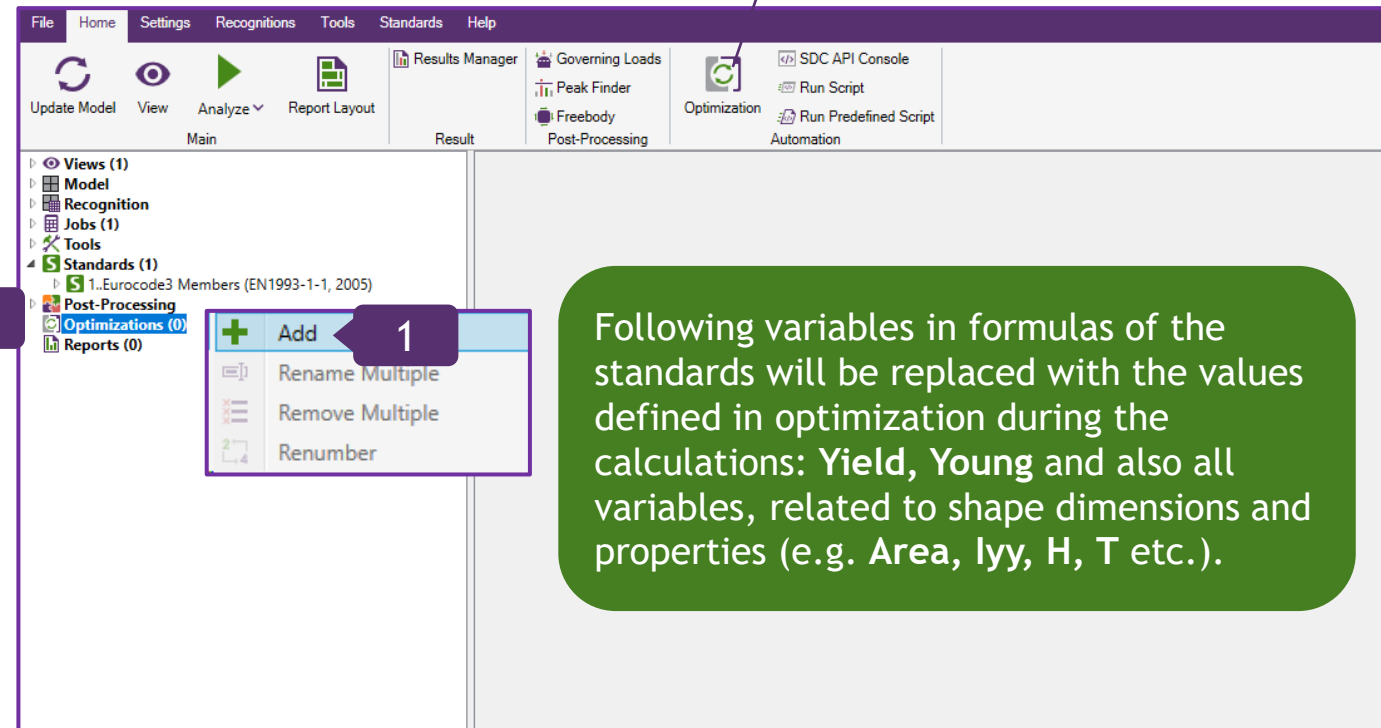 File Home Settings Recognitions Tools Standards Help
Update Model View Analyze Report Layout
Main
Results Manager
Result
Governing Loads
Peak Finder
Freebody
Post-Processing
Optimization
SDC API Console
Run Script
Run Predefined Script
Automation
Views (1)
Model
Recognition
Jobs (1)
Tools
Standards (1)
1..Eurocode3 Members (EN1993-1-1, 2005)
Post-Processing
Optimizations (0)
Reports (0)
Add
1
Rename Multiple
Remove Multiple
Renumber
Following variables in formulas of the
standards will be replaced with the values
defined in optimization during the
calculations: Yield, Young and also all
variables, related to shape dimensions and
properties (e.g. Area, Iyy, H, T etc.).